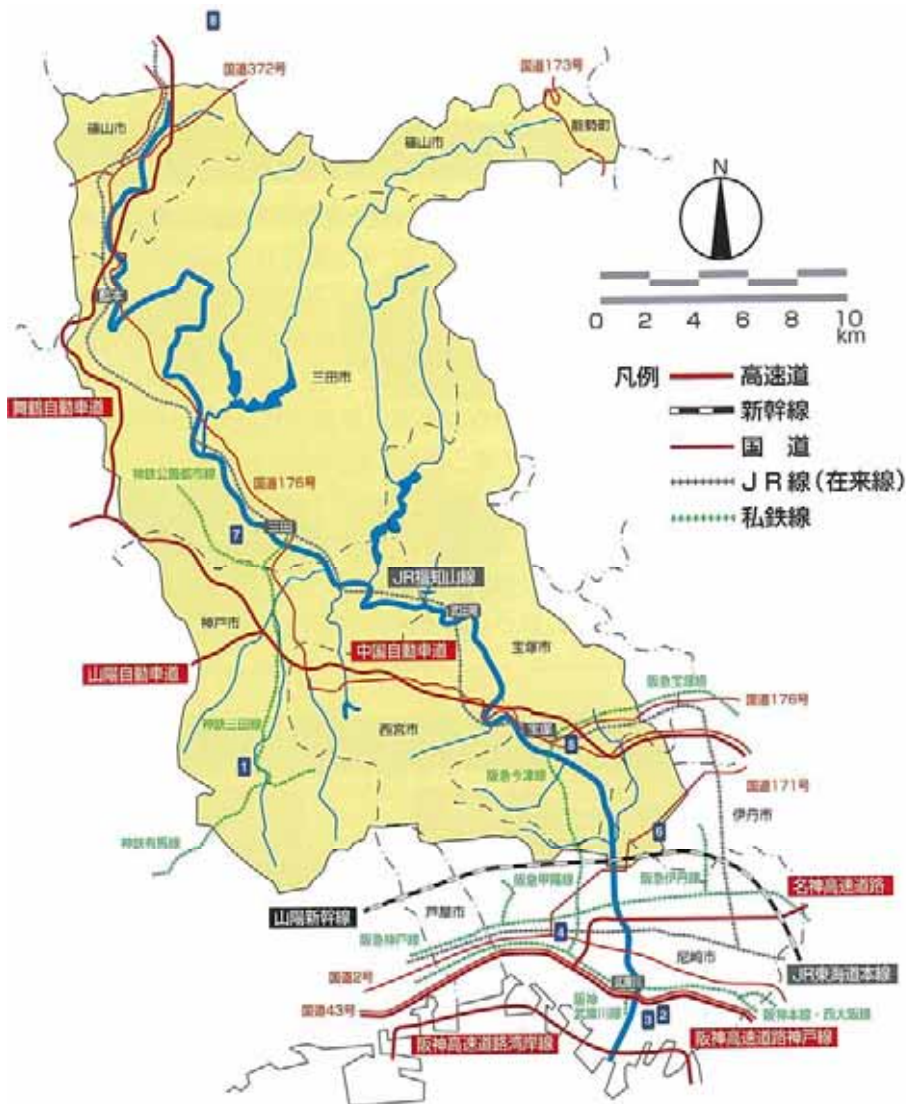 8
国道372号
国道173号
篠山市
篠山市
能勢町
N
0 2 4 6 8 10
km
凡例
高速道
新幹線
国 道
JR線(在来線)
私鉄線
三田市
舞鶴自動車道
神鉄公園都市線
国道176号
7
三田
JR福知山線
武田尾
神戸市
宝塚市
山陽自動車道
中国自動車道
阪急宝塚線
国道176号
神鉄三田線
西宮市
5
1
阪急今津線
国道171号
伊丹市
6
神鉄有馬線
阪急甲陽線
阪急伊丹線
名神高速道路
山陽新幹線
芦屋市
阪急神戸線
4
尼崎市
国道2号
JR東海道本線
国道43号
武庫川
阪神
武庫川線
3
2
阪神本線・西大阪線
阪神高速道路湾岸線
阪神高速道路神戸線